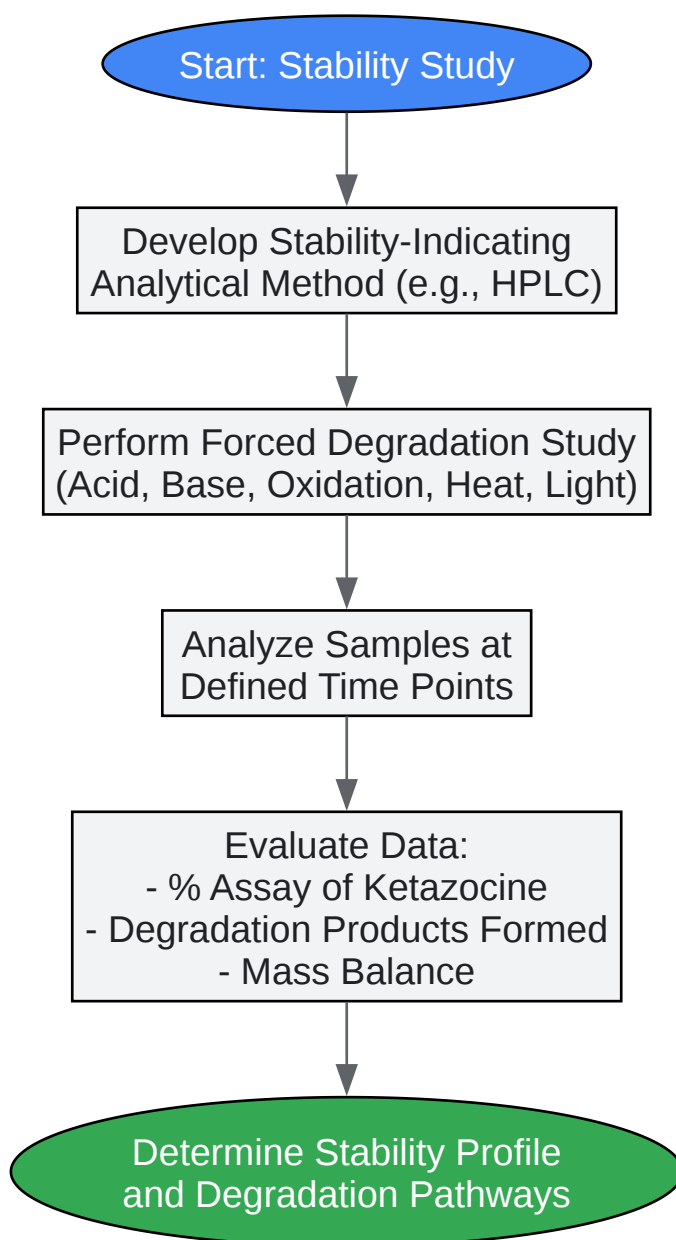 Start: Stability Study
Develop Stability-Indicating
Analytical Method (e.g., HPLC)
Perform Forced Degradation Study
(Acid, Base, Oxidation, Heat, Light)
Analyze Samples at
Defined Time Points
Evaluate Data:
- % Assay of Ketazocine
- Degradation Products Formed
- Mass Balance
Determine Stability Profile
and Degradation Pathways